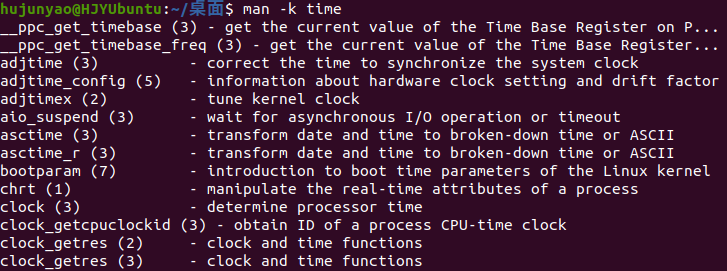 hujunyao@HJYUbuntu:~/桌面$ man -k time
__ppc_get_timebase (3) - get the current value of the Time Base Register on P...
__ppc_get_timebase_freq (3) - get the current value of the Time Base Register...
adjtime (3)          - correct the time to synchronize the system clock
adjtime_config (5)   - information about hardware clock setting and drift factor
adjtimex (2)         - tune kernel clock
aio_suspend (3)      - wait for asynchronous I/O operation or timeout
asctime (3)          - transform date and time to broken-down time or ASCII
asctime_r (3)        - transform date and time to broken-down time or ASCII
bootparam (7)        - introduction to boot time parameters of the Linux kernel
chrt (1)             - manipulate the real-time attributes of a process
clock (3)            - determine processor time
clock_getcpuclockid (3) - obtain ID of a process CPU-time clock
clock_getres (2)     - clock and time functions
clock_getres (3)     - clock and time functions